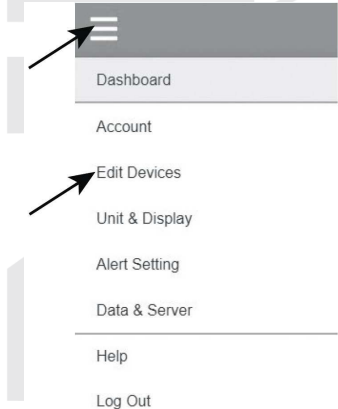 Dashboard
Account
Edit Devices
Unit & Display
Alert Setting
Data & Server
Help
Log Out